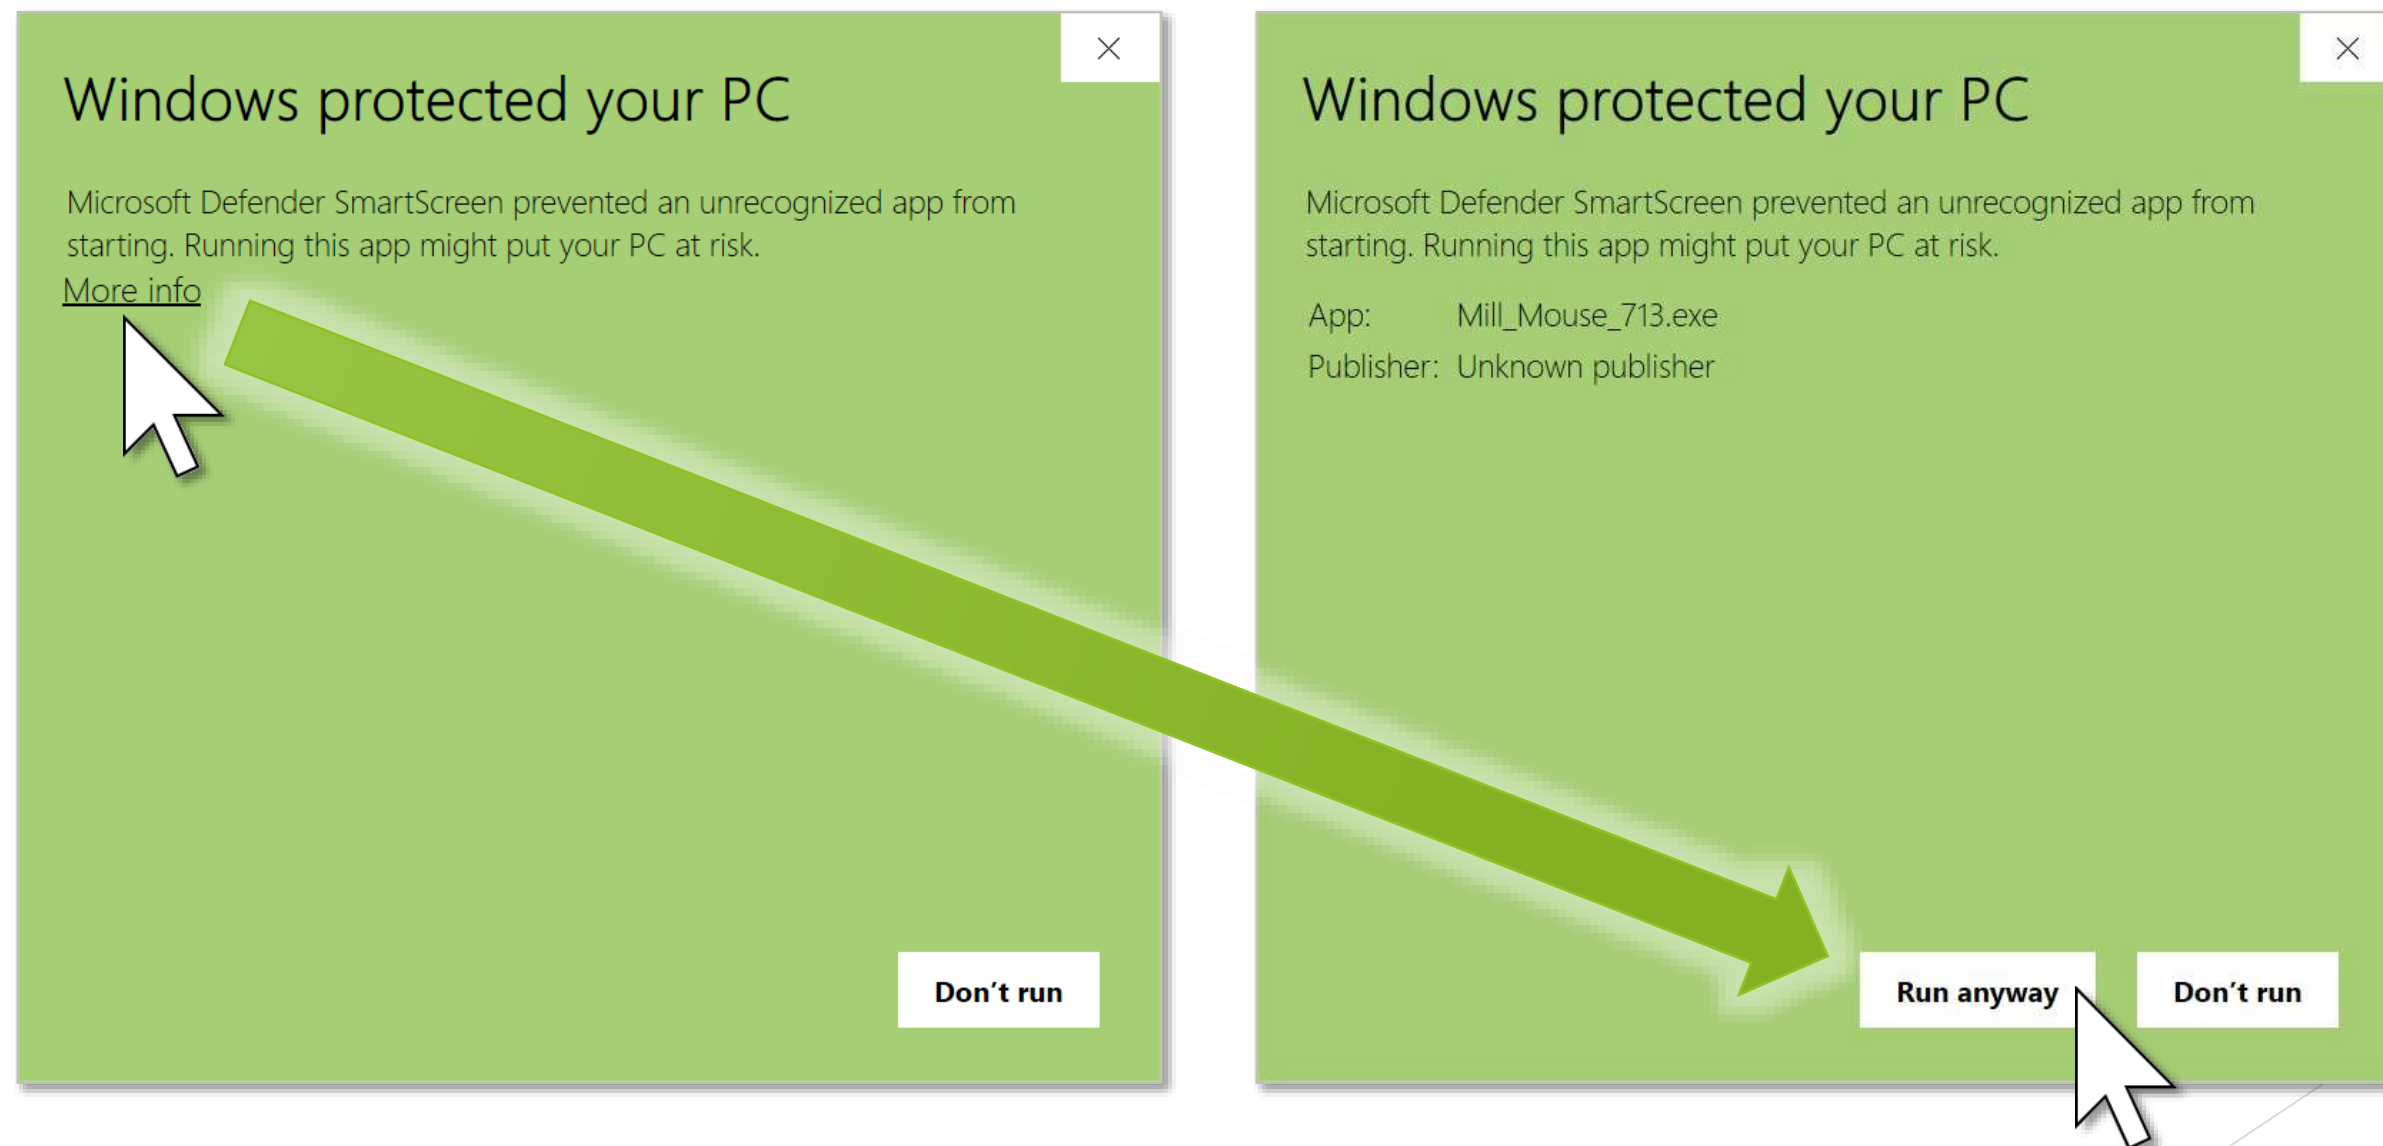 Windows protected your PC
Microsoft Defender SmartScreen prevented an unrecognized app from
starting. Running this app might put your PC at risk.
More info
Don't run
Windows protected your PC
Microsoft Defender SmartScreen prevented an unrecognized app from
starting. Running this app might put your PC at risk.
App: Mill_Mouse_713.exe
Publisher: Unknown publisher
Run anyway Don't run